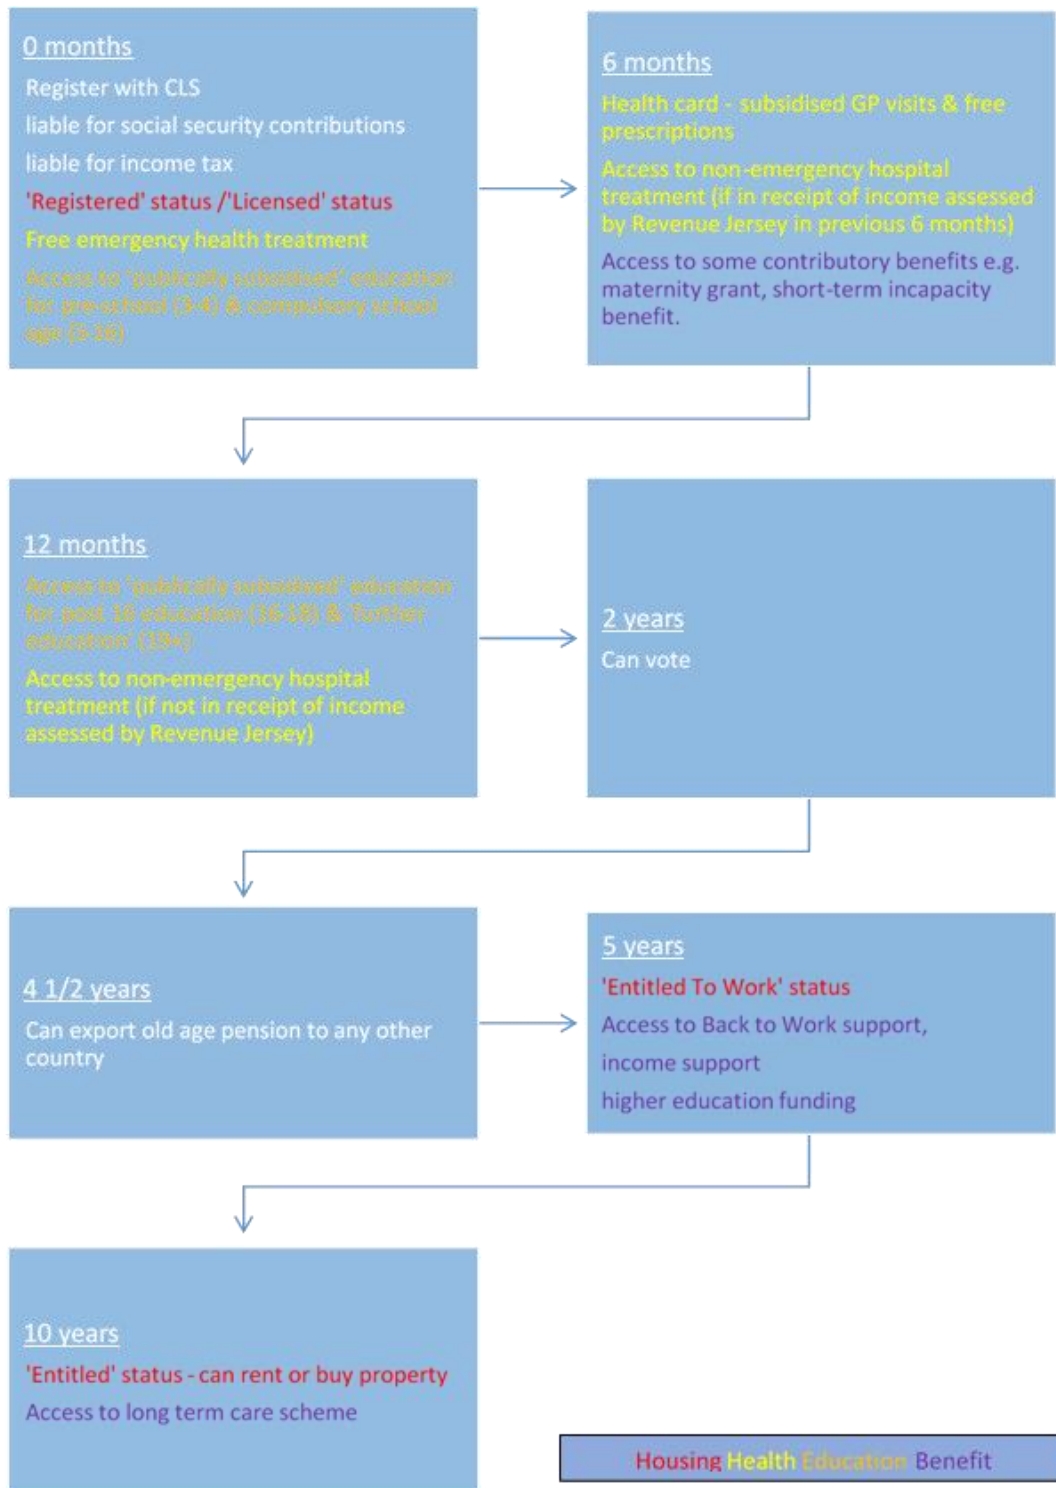 0 months
Register with CLS
liable for social security contributions
liable for income tax
'Registered' status /'Licensed' status
Free emergency health treatment
Access to 'publically subsidised' education
for pre-school (3-4) & compulsory school
age (5-16)
6 months
Health card - subsidised GP visits & free
prescriptions
Access to non-emergency hospital
treatment (if in receipt of income assessed
by Revenue Jersey in previous 6 months)
Access to some contributory benefits e.g.
maternity grant, short-term incapacity
benefit.
12 months
Access to 'publically subsidised' education
for post 16 education (16-18) & 'further
education' (19+)
Access to non-emergency hospital
treatment (if not in receipt of income
assessed by Revenue Jersey)
2 years
Can vote
4 1/2 years
Can export old age pension to any other
country
5 years
'Entitled To Work' status
Access to Back to Work support,
income support
higher education funding
10 years
'Entitled' status - can rent or buy property
Access to long term care scheme
Housing Health Education Benefit